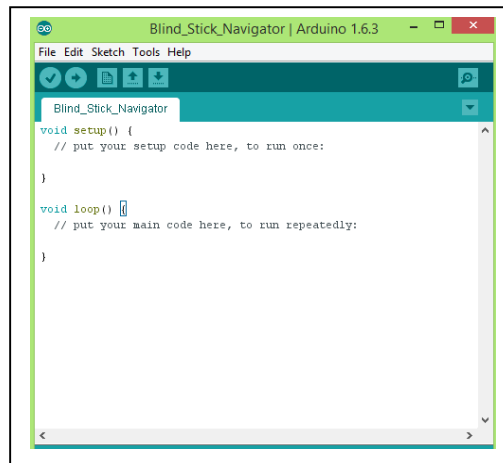 Blind_Stick_Navigator | Arduino 1.6.3
File Edit Sketch Tools Help
Blind_Stick_Navigator
void setup() {
  // put your setup code here, to run once:
}
void loop() {
  // put your main code here, to run repeatedly:
}